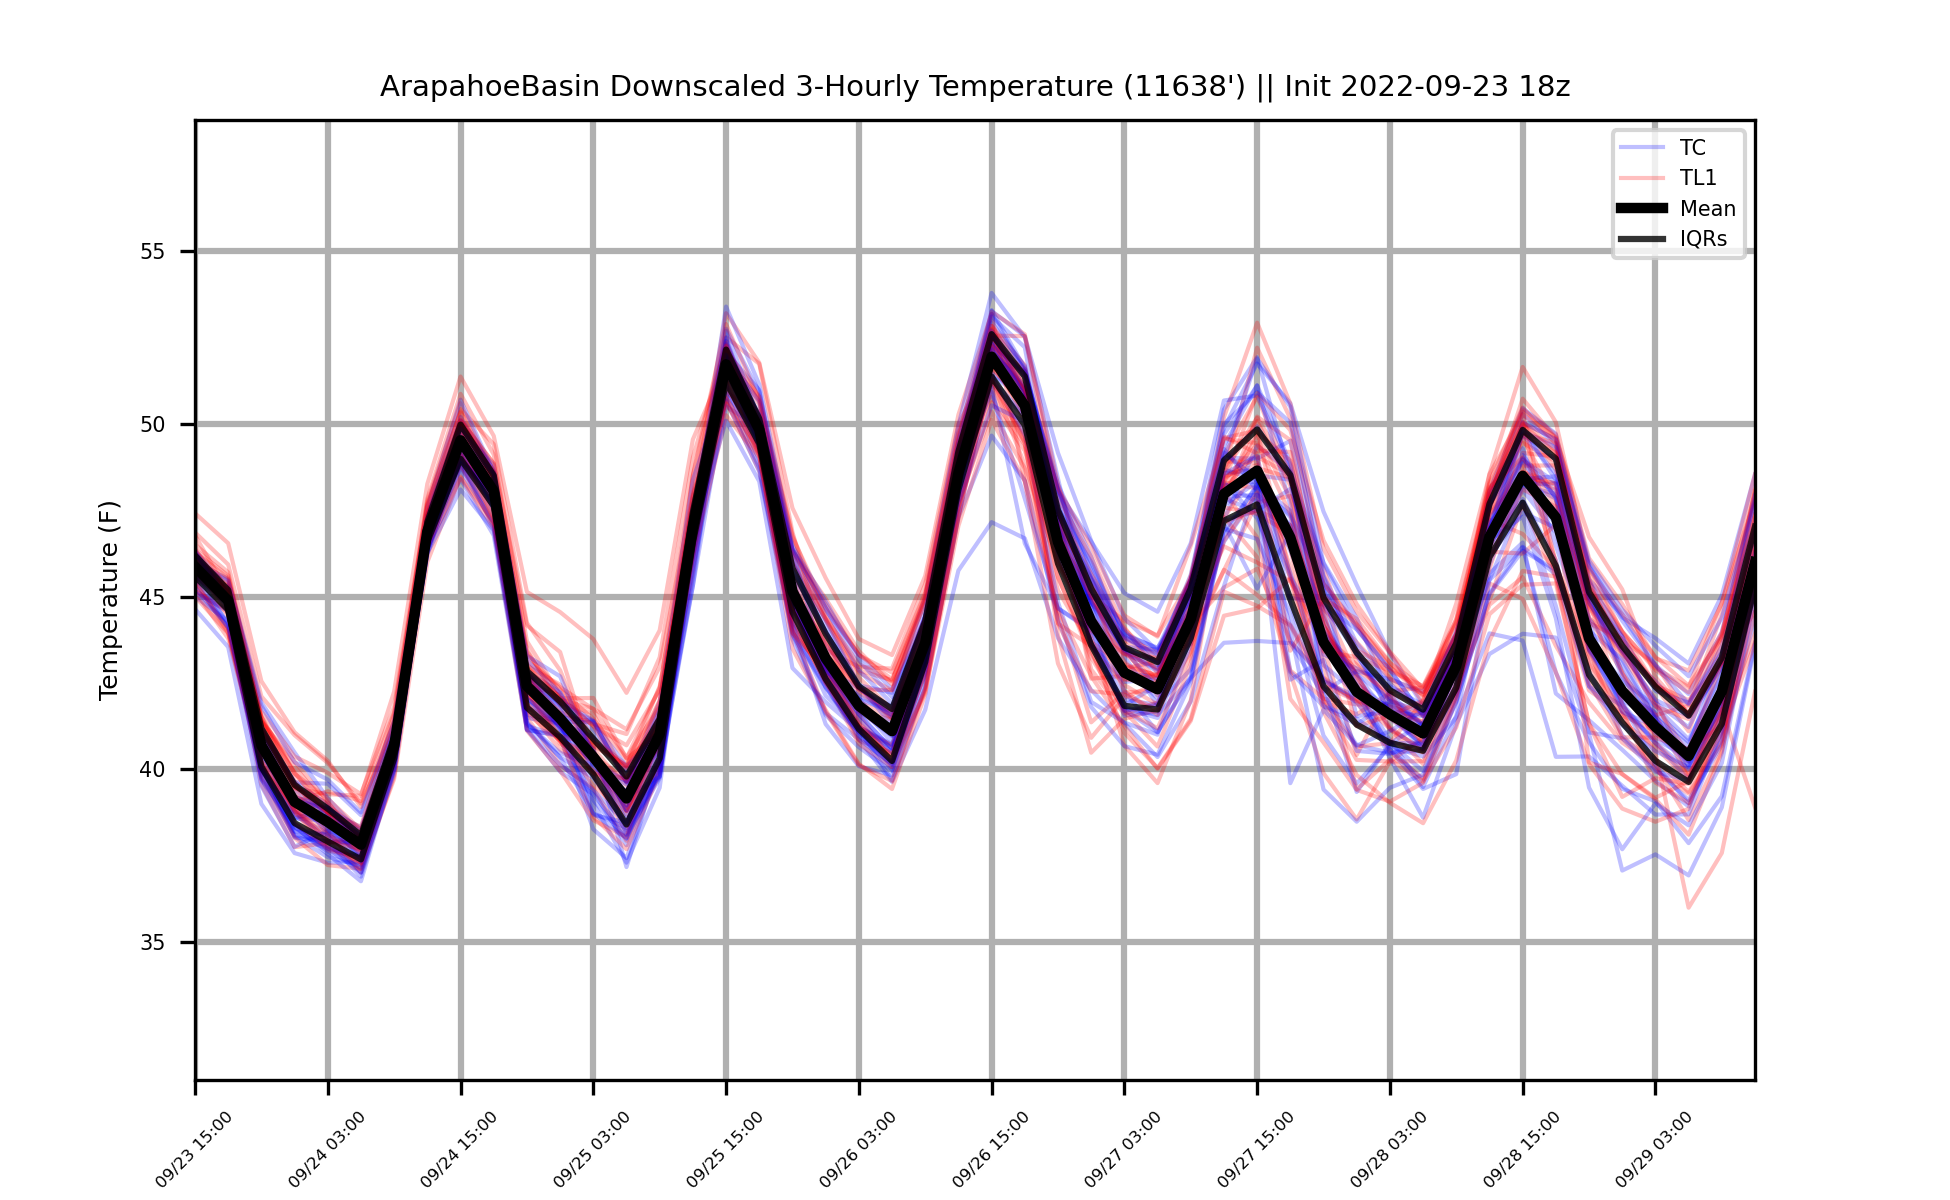 ArapahoeBasin Downscaled 3-Hourly Temperature (11638') || Init 2022-09-23 18z
TC
TL1
Mean
IQRs
Temperature (F)
55
50
45
40
35
09/23 15:00
09/24 03:00
09/24 15:00
09/25 03:00
09/25 15:00
09/26 03:00
09/26 15:00
09/27 03:00
09/27 15:00
09/28 03:00
09/28 15:00
09/29 03:00